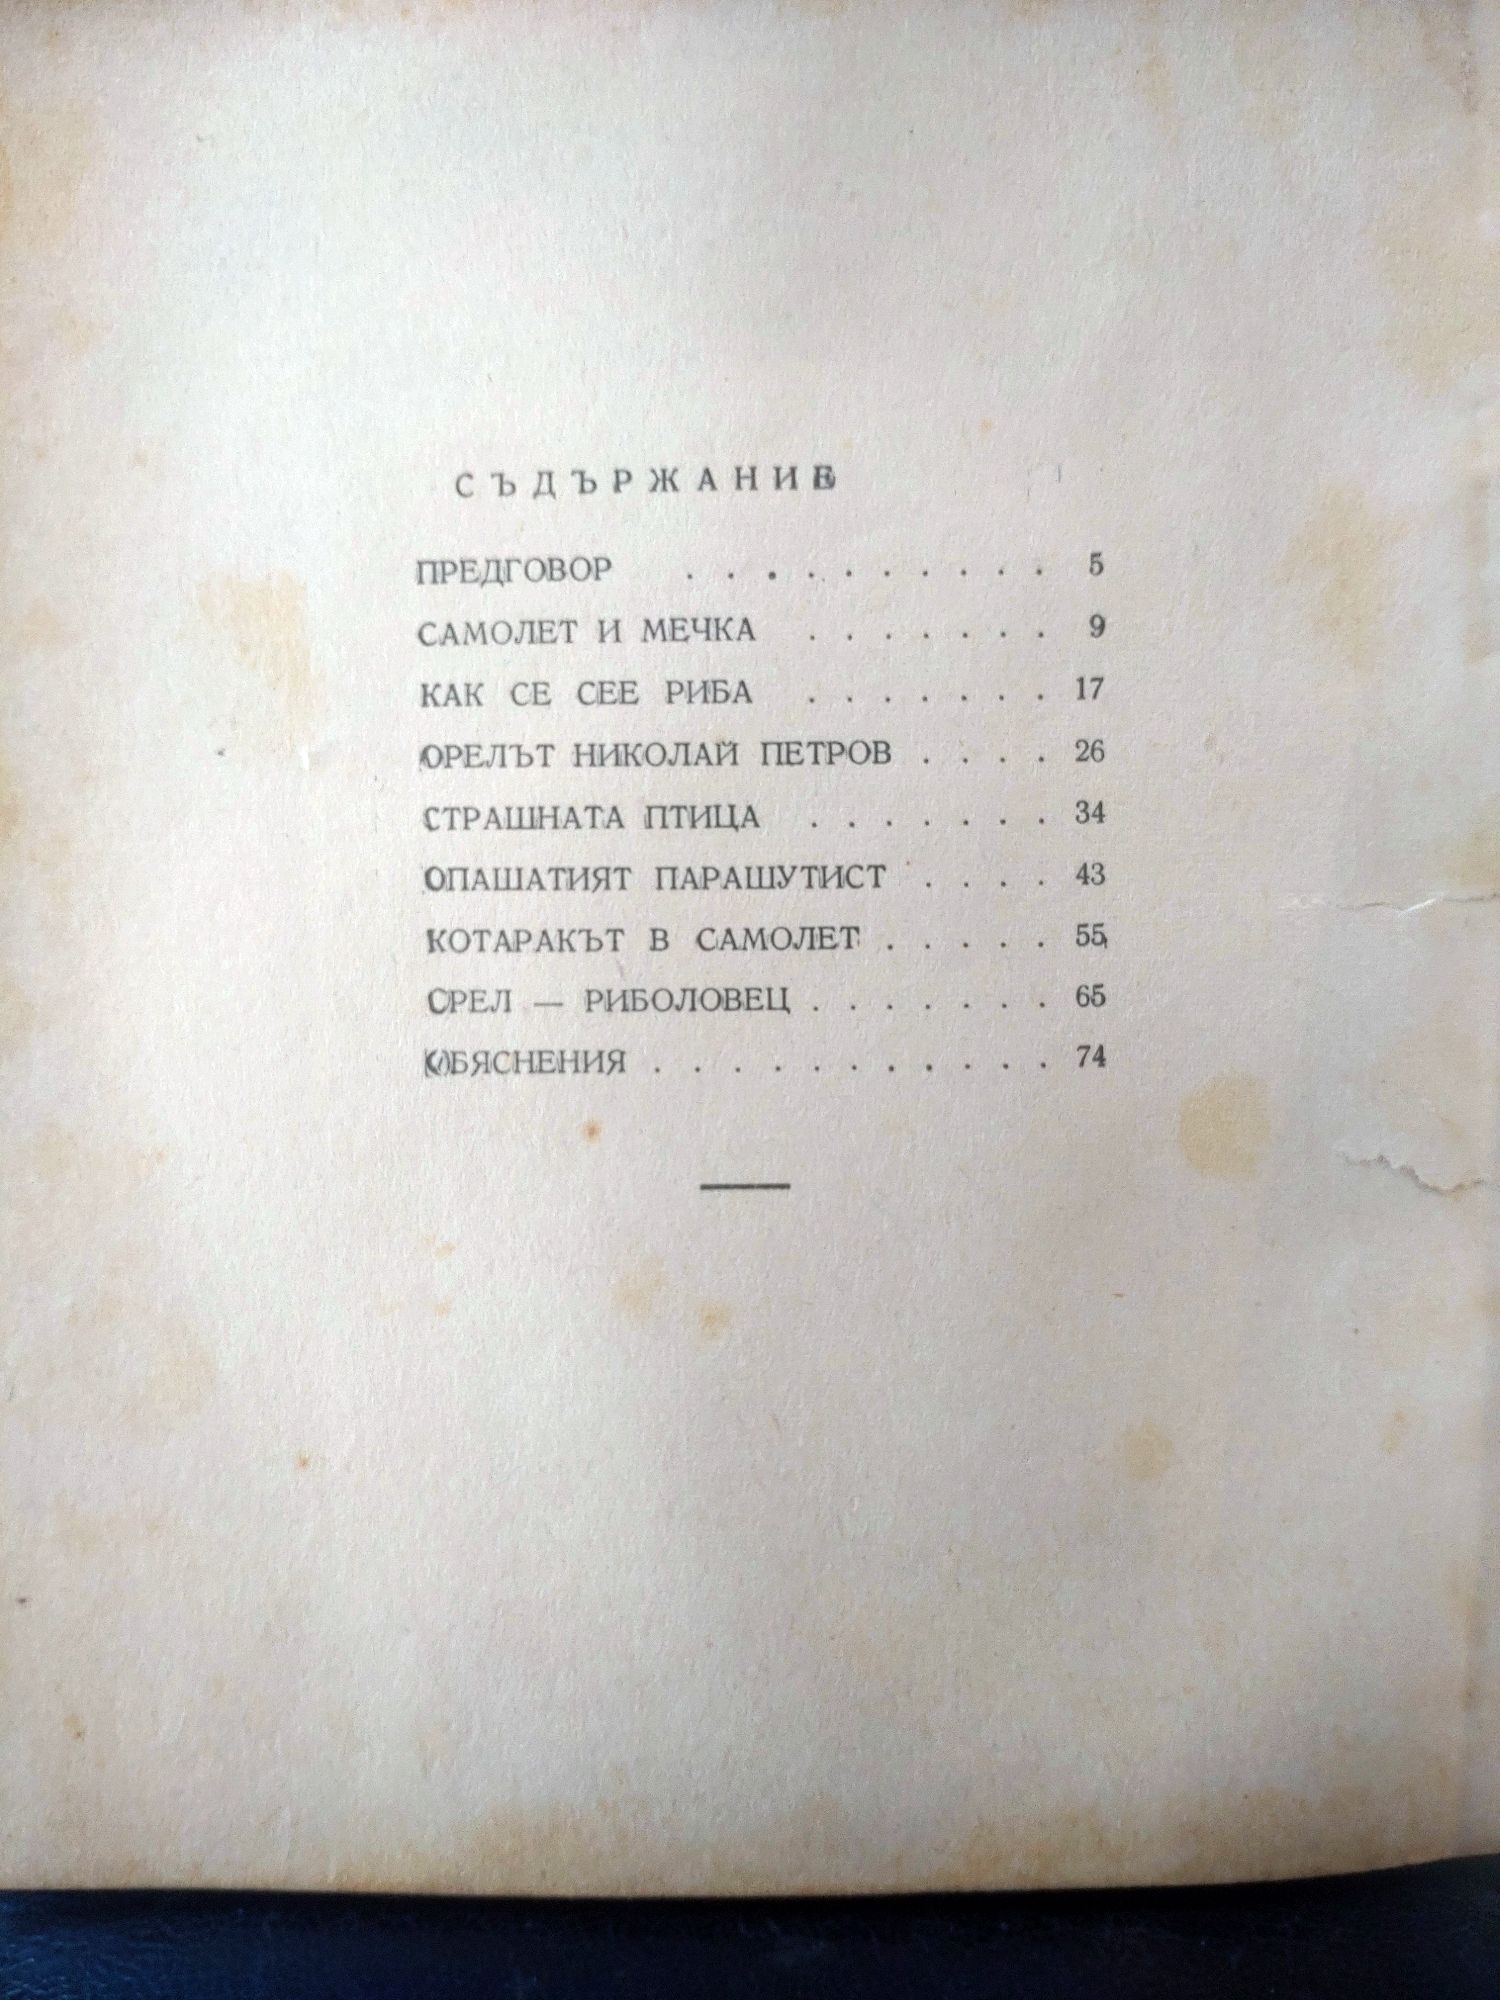 СЪДЪРЖАНИЕ
ПРЕДГОВОР . . . . . . . . . . 5
САМОЛЕТ И МЕЧКА . . . . . . . 9
КАК СЕ СЕЕ РИБА . . . . . . . 17
ОРЕЛЪТ НИКОЛАЙ ПЕТРОВ . . . . 26
СТРАШНАТА ПТИЦА . . . . . . . 34
ОПАШАТИЯТ ПАРАШУТИСТ . . . . 43
КОТАРАКЪТ В САМОЛЕТ . . . . . 55
ОРЕЛ — РИБОЛОВЕЦ . . . . . . . 65
ОБЯСНЕНИЯ . . . . . . . . . . . 74